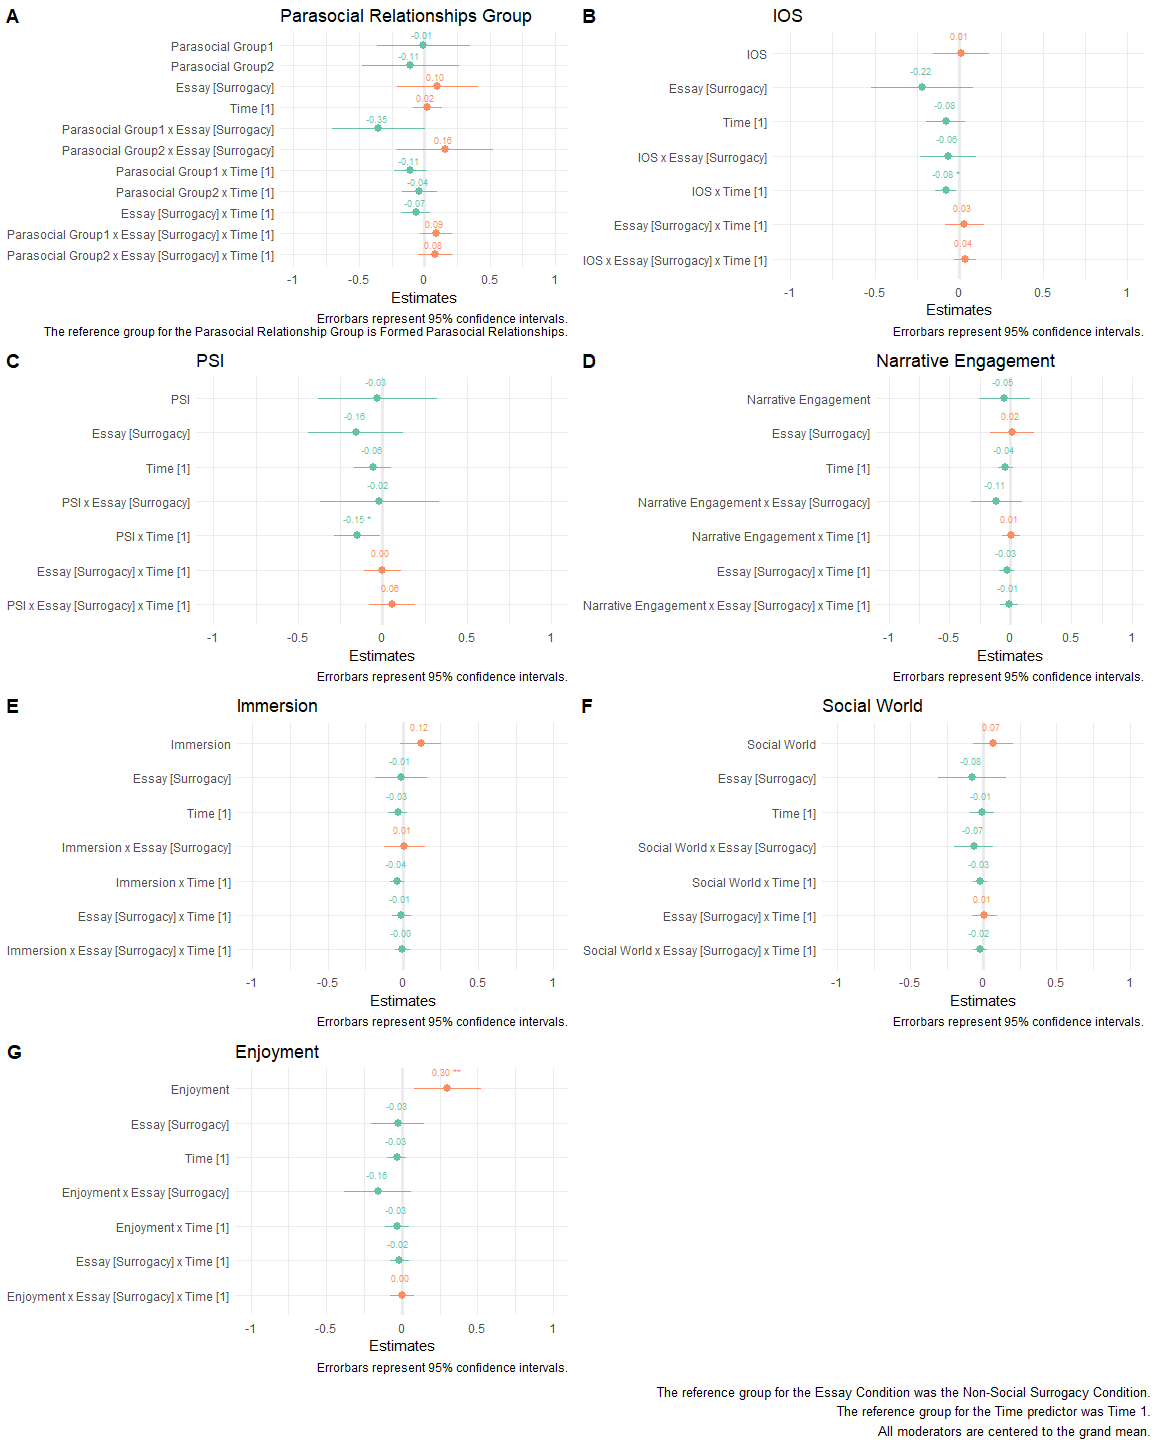 A
Parasocial Relationships Group
Parasocial Group1
-0.01
Parasocial Group2
-0.11
Essay [Surrogacy]
0.10
Time [1]
0.02
Parasocial Group1 x Essay [Surrogacy]
-0.35
Parasocial Group2 x Essay [Surrogacy]
0.16
Parasocial Group1 x Time [1]
-0.11
Parasocial Group2 x Time [1]
-0.04
Essay [Surrogacy] x Time [1]
-0.07
Parasocial Group1 x Essay [Surrogacy] x Time [1]
0.09
Parasocial Group2 x Essay [Surrogacy] x Time [1]
0.08
-1 -0.5 0 0.5 1
Estimates
Errorbars represent 95% confidence intervals.
The reference group for the Parasocial Relationship Group is Formed Parasocial Relationships.
B
IOS
IOS
0.01
Essay [Surrogacy]
-0.22
Time [1]
-0.08
IOS x Essay [Surrogacy]
-0.06
IOS x Time [1]
-0.08 *
Essay [Surrogacy] x Time [1]
0.03
IOS x Essay [Surrogacy] x Time [1]
0.04
-1 -0.5 0 0.5 1
Estimates
Errorbars represent 95% confidence intervals.
C
PSI
PSI
-0.03
Essay [Surrogacy]
-0.16
Time [1]
-0.06
PSI x Essay [Surrogacy]
-0.02
PSI x Time [1]
-0.15 *
Essay [Surrogacy] x Time [1]
0.00
PSI x Essay [Surrogacy] x Time [1]
0.06
-1 -0.5 0 0.5 1
Estimates
Errorbars represent 95% confidence intervals.
D
Narrative Engagement
Narrative Engagement
-0.05
Essay [Surrogacy]
0.02
Time [1]
-0.04
Narrative Engagement x Essay [Surrogacy]
-0.11
Narrative Engagement x Time [1]
0.01
Essay [Surrogacy] x Time [1]
-0.03
Narrative Engagement x Essay [Surrogacy] x Time [1]
-0.01
-1 -0.5 0 0.5 1
Estimates
Errorbars represent 95% confidence intervals.
E
Immersion
Immersion
0.12
Essay [Surrogacy]
-0.01
Time [1]
-0.03
Immersion x Essay [Surrogacy]
0.01
Immersion x Time [1]
-0.04
Essay [Surrogacy] x Time [1]
-0.01
Immersion x Essay [Surrogacy] x Time [1]
-0.00
-1 -0.5 0 0.5 1
Estimates
Errorbars represent 95% confidence intervals.
F
Social World
Social World
0.07
Essay [Surrogacy]
-0.08
Time [1]
-0.01
Social World x Essay [Surrogacy]
-0.07
Social World x Time [1]
-0.03
Essay [Surrogacy] x Time [1]
0.01
Social World x Essay [Surrogacy] x Time [1]
-0.02
-1 -0.5 0 0.5 1
Estimates
Errorbars represent 95% confidence intervals.
G
Enjoyment
Enjoyment
0.30 **
Essay [Surrogacy]
-0.03
Time [1]
-0.03
Enjoyment x Essay [Surrogacy]
-0.16
Enjoyment x Time [1]
-0.03
Essay [Surrogacy] x Time [1]
-0.02
Enjoyment x Essay [Surrogacy] x Time [1]
0.00
-1 -0.5 0 0.5 1
Estimates
Errorbars represent 95% confidence intervals.
The reference group for the Essay Condition was the Non-Social Surrogacy Condition.
The reference group for the Time predictor was Time 1.
All moderators are centered to the grand mean.